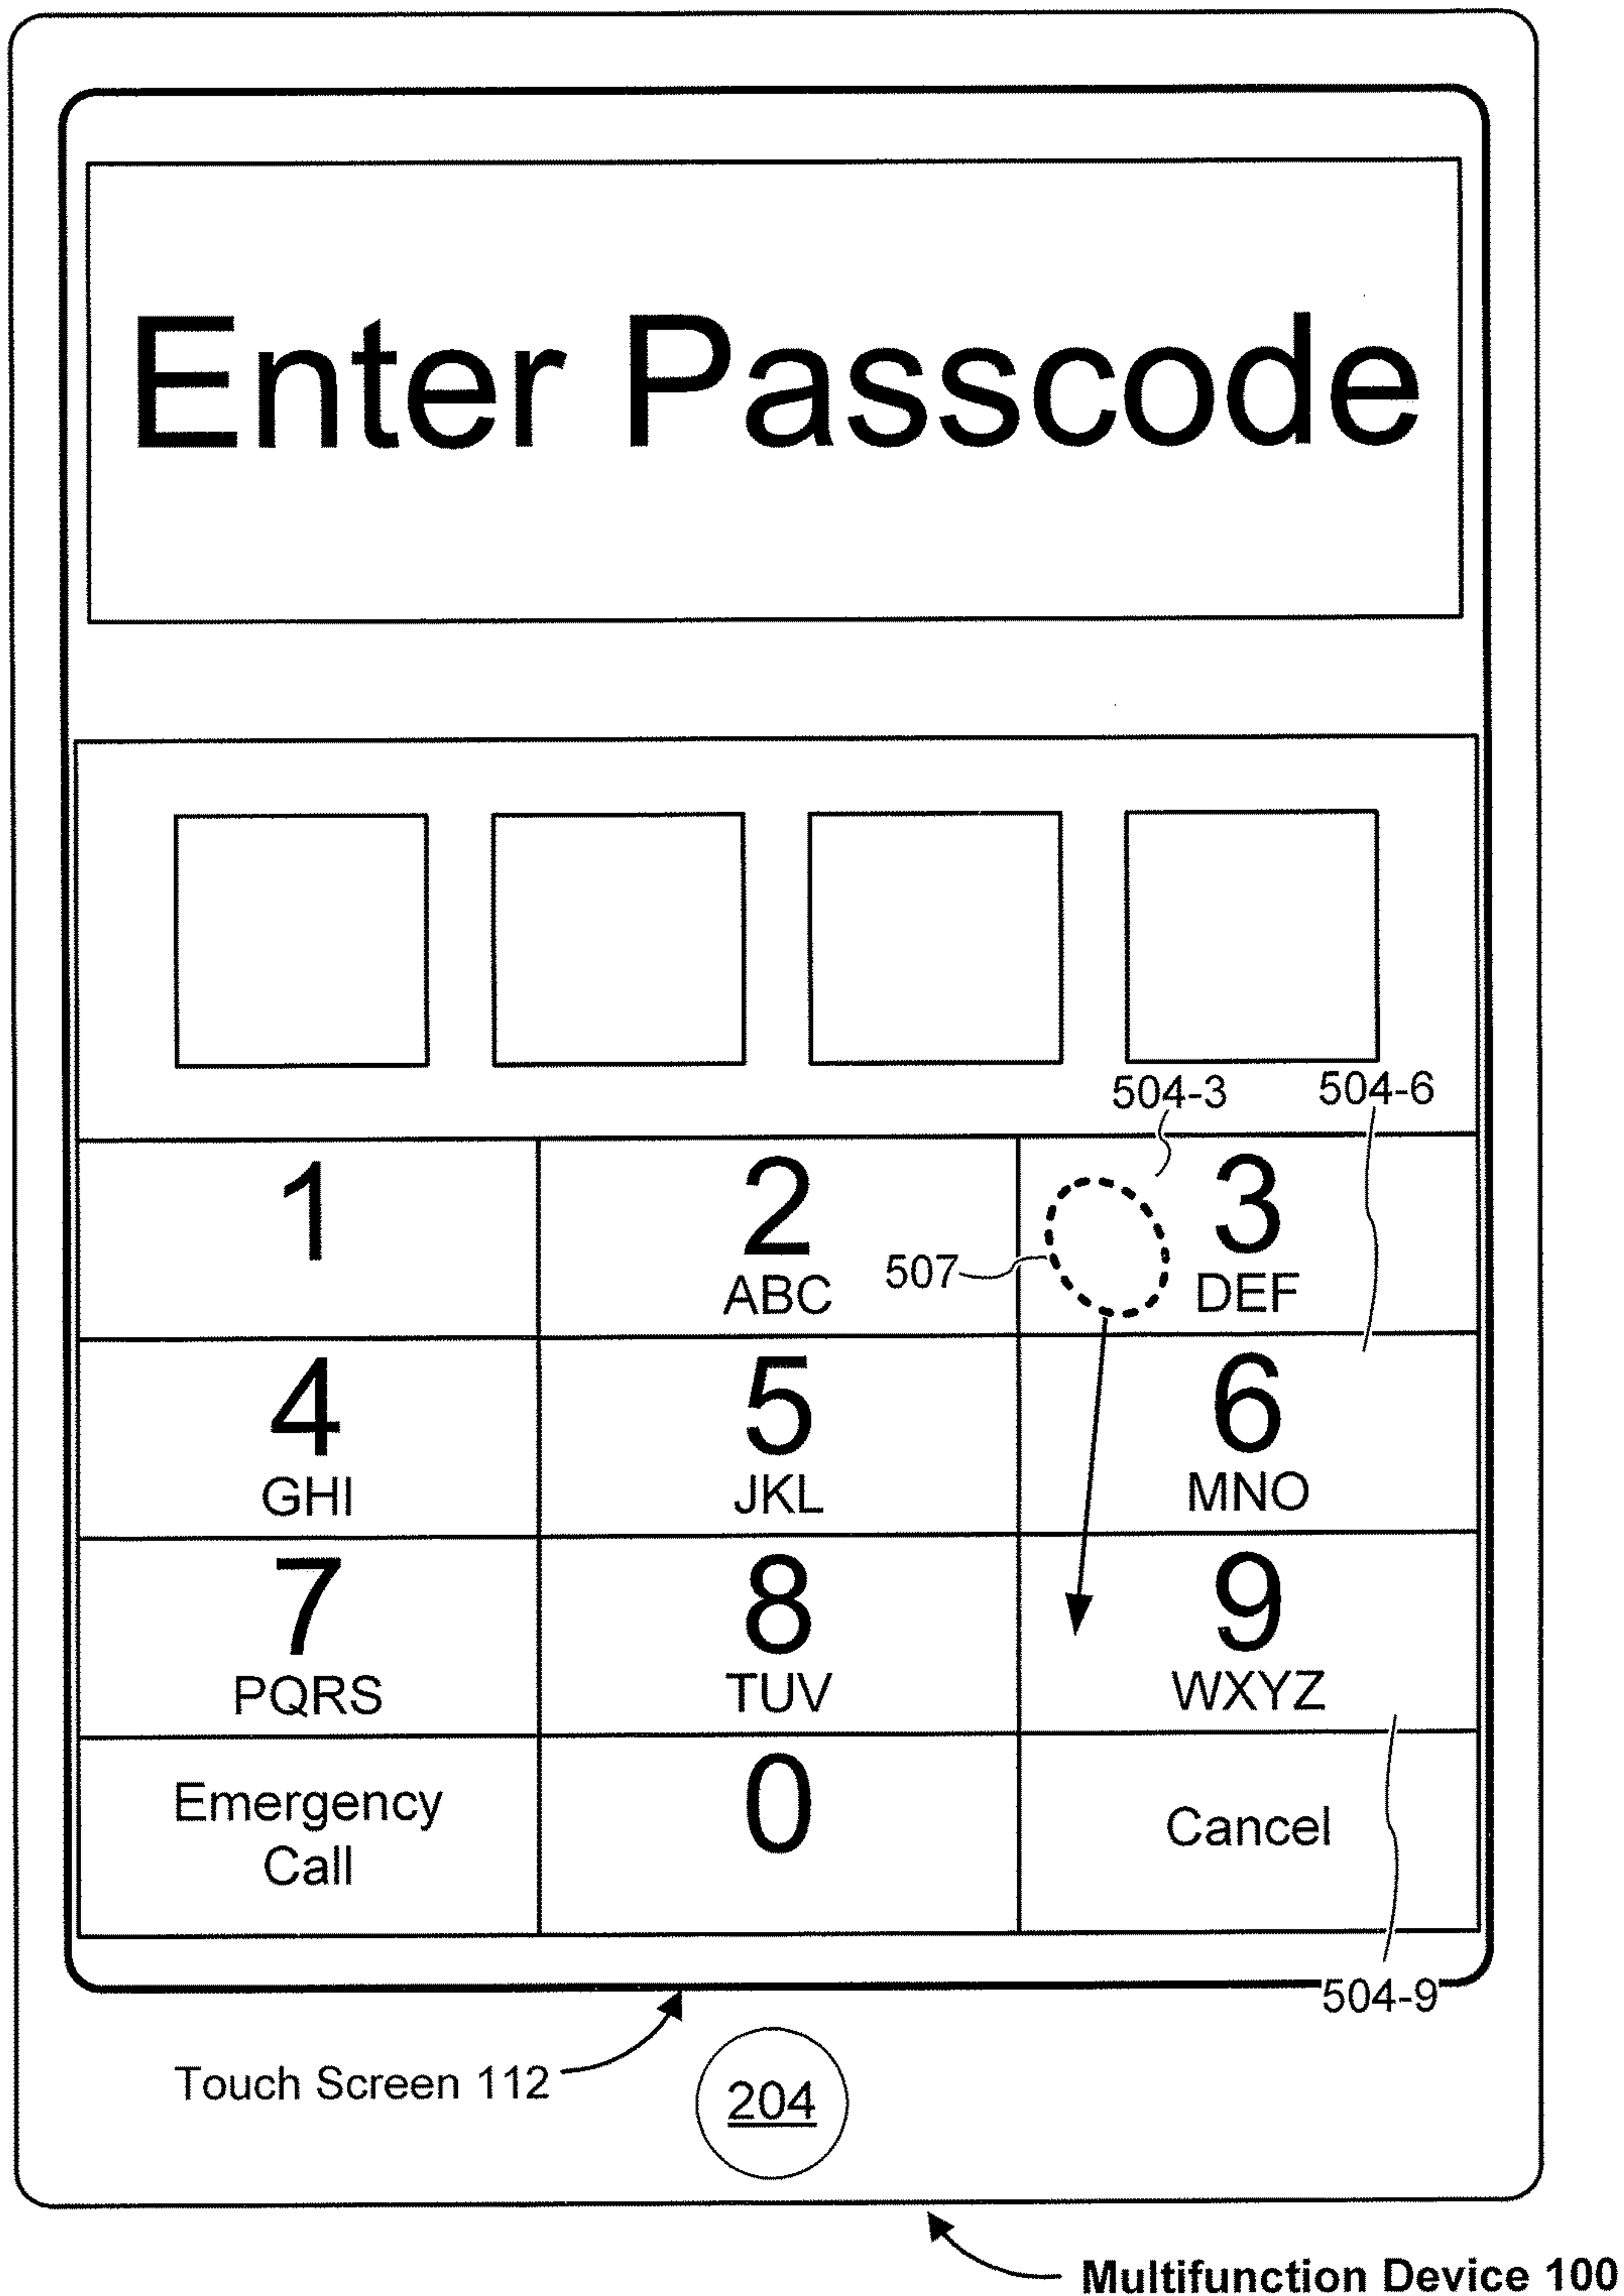 Enter Passcode
504-3 504-6
1 2 3
507
ABC DEF
4 5 6
GHI JKL MNO
7 8 9
PQRS TUV WXYZ
Emergency
Call
0
Cancel
504-9
Touch Screen 112
204
Multifunction Device 100